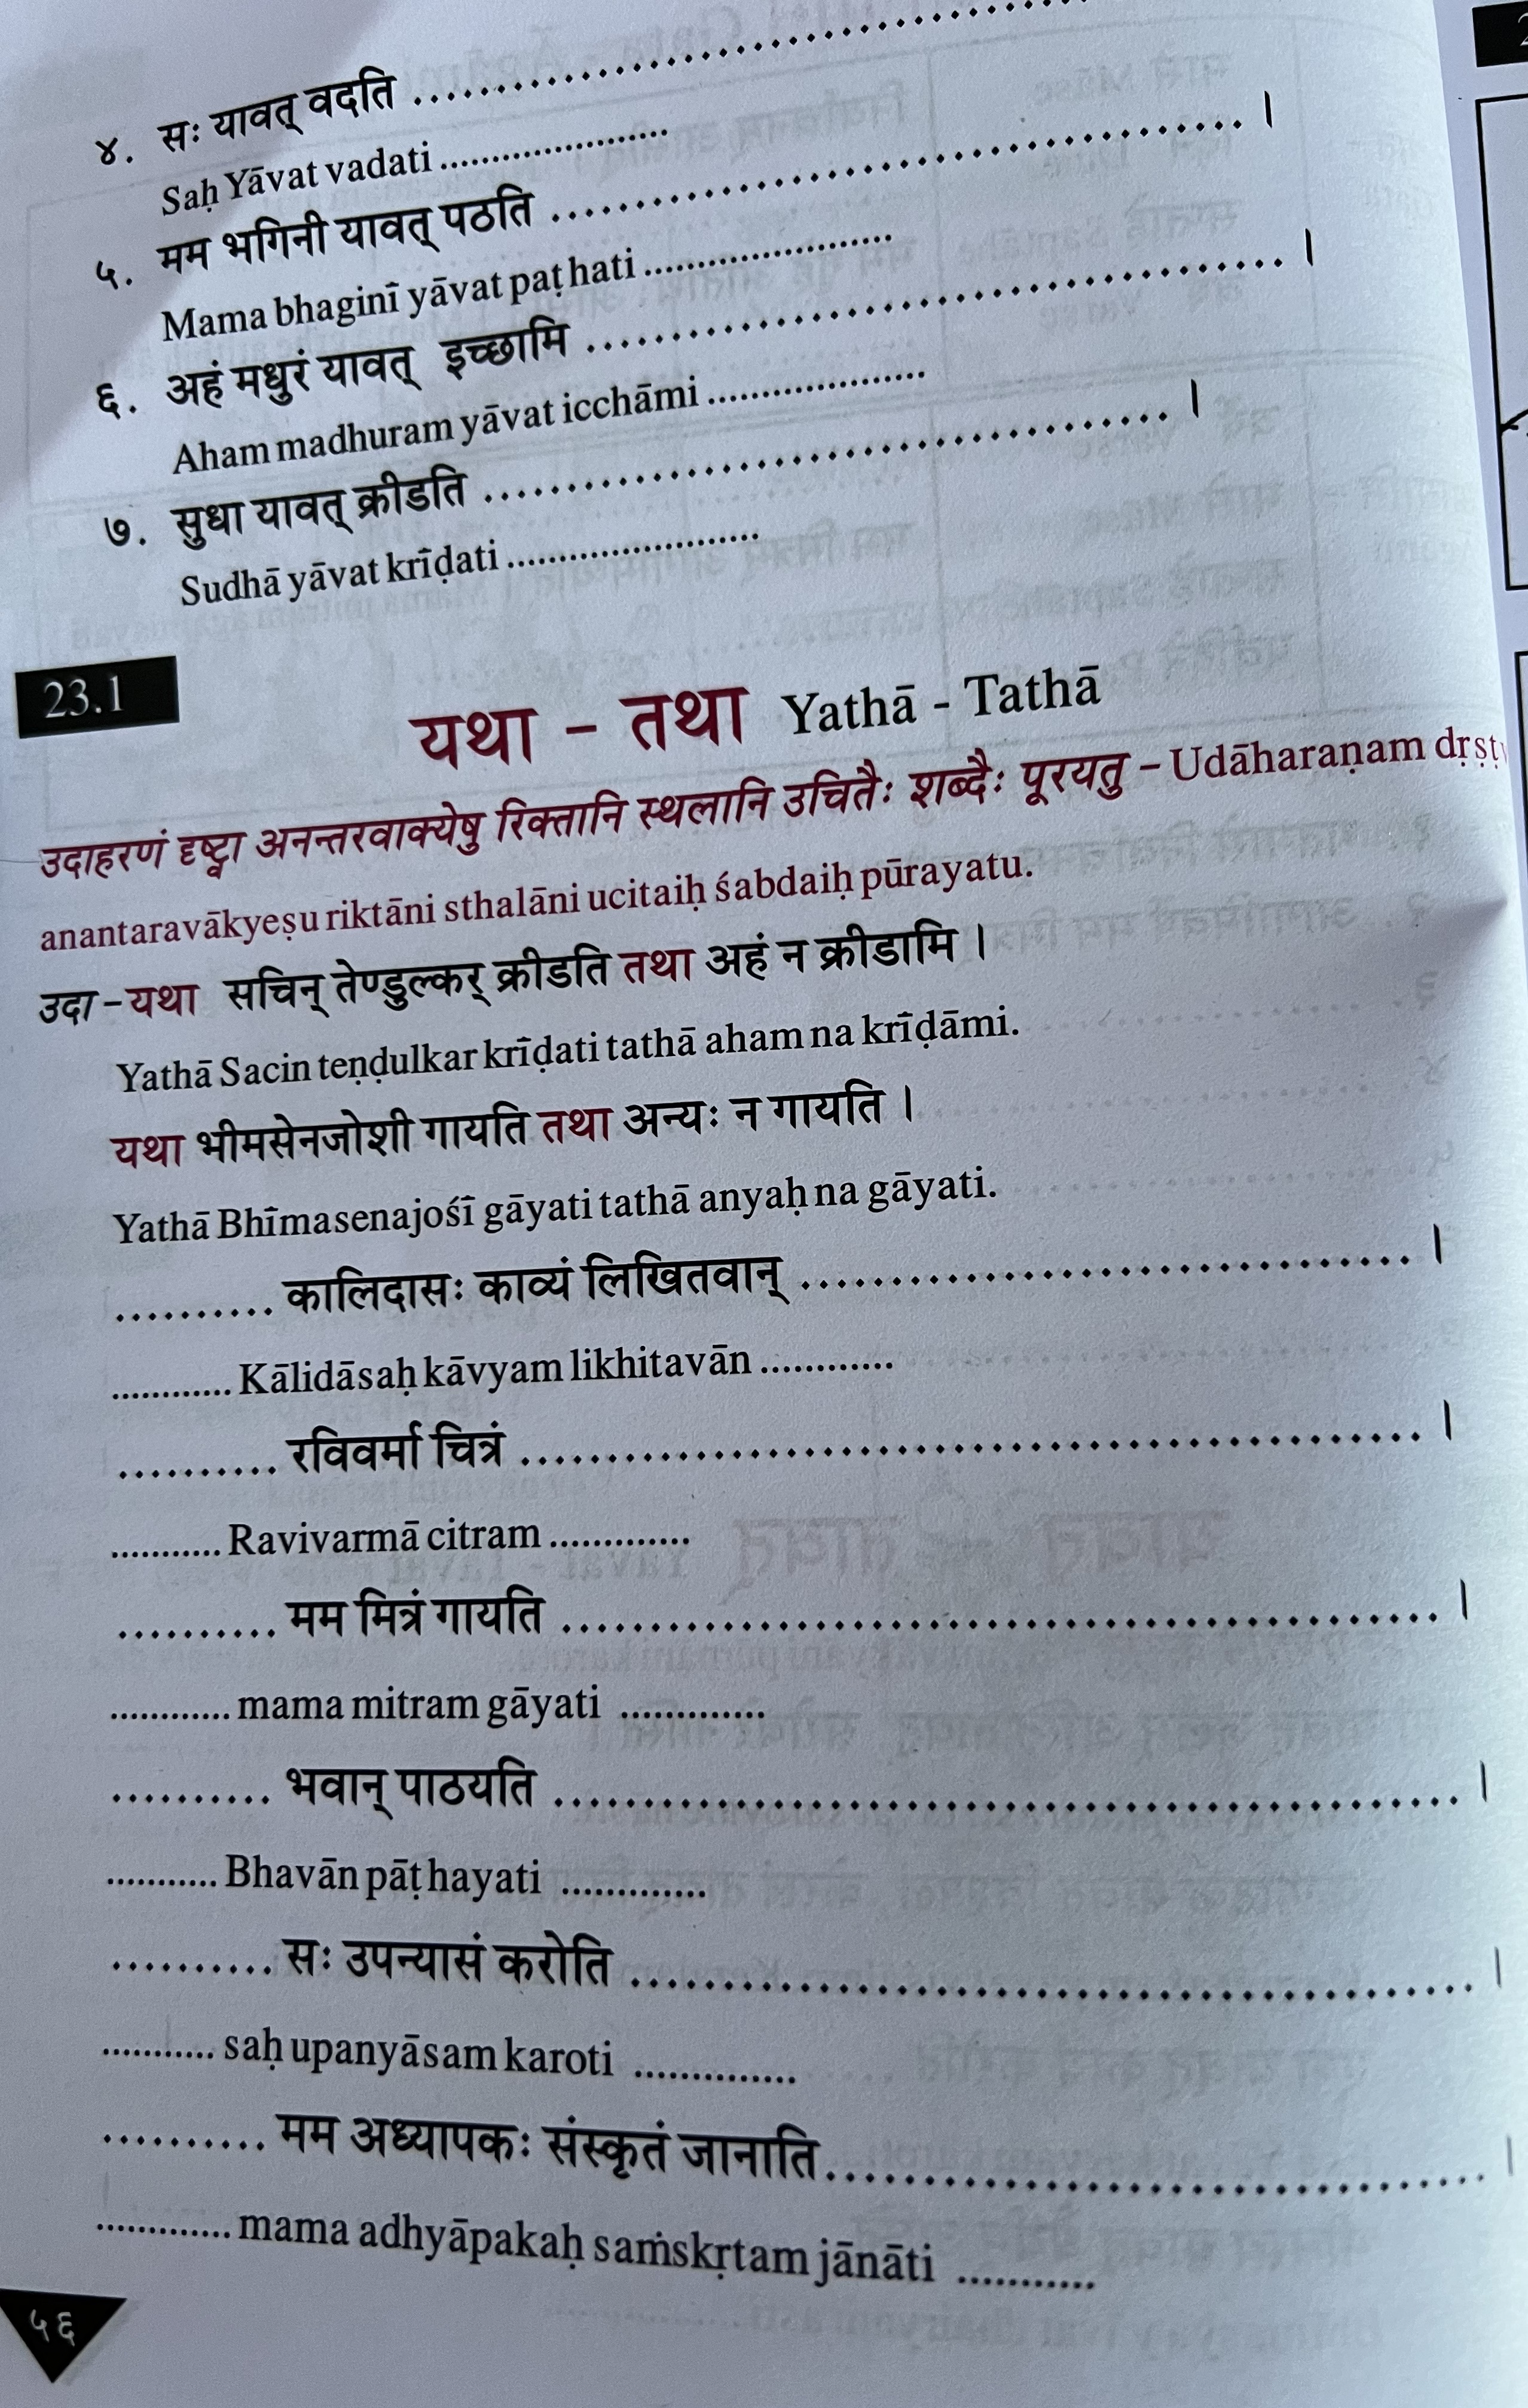 ४. सः यावत् वदति ........................................
Saḥ Yāvat vadati ......................
५. मम भगिनी यावत् पठति ........................................ ।
Mama bhaginī yāvat paṭhati ........................
६. अहं मधुरं यावत् इच्छामि ........................................ ।
Aham madhuram yāvat icchāmi .....................
७. सुधा यावत् क्रीडति ........................................ ।
Sudhā yāvat krīḍati ........................
23.1
यथा - तथा Yathā - Tathā
उदाहरणं दृष्ट्वा अनन्तरवाक्येषु रिक्तानि स्थलानि उचितैः शब्दैः पूरयतु - Udāharaṇam
anantaravākyeṣu riktāni sthalāni ucitaiḥ śabdaiḥ pūrayatu.
उदा - यथा सचिन् तेण्डुल्कर् क्रीडति तथा अहं न क्रीडामि ।
Yathā Sacin teṇḍulkar krīḍati tathā aham na krīḍāmi.
यथा भीमसेनजोशी गायति तथा अन्यः न गायति ।
Yathā Bhīmasenajośī gāyati tathā anyaḥ na gāyati.
.......... कालिदासः काव्यं लिखितवान् ................................ ।
............ Kālidāsaḥ kāvyam likhitavān .............
.......... रविवर्मा चित्रं ................................................ ।
........... Ravivarmā citram .............
.......... मम मित्रं गायति .............................................. ।
............ mama mitram gāyati .............
.......... भवान् पाठयति ................................................ ।
........... Bhavān pāṭhayati .............
.......... सः उपन्यासं करोति ............................................ ।
........... saḥ upanyāsam karoti ..............
.......... मम अध्यापकः संस्कृतं जानाति.................................. ।
............. mama adhyāpakaḥ saṁskṛtam jānāti ............
५६